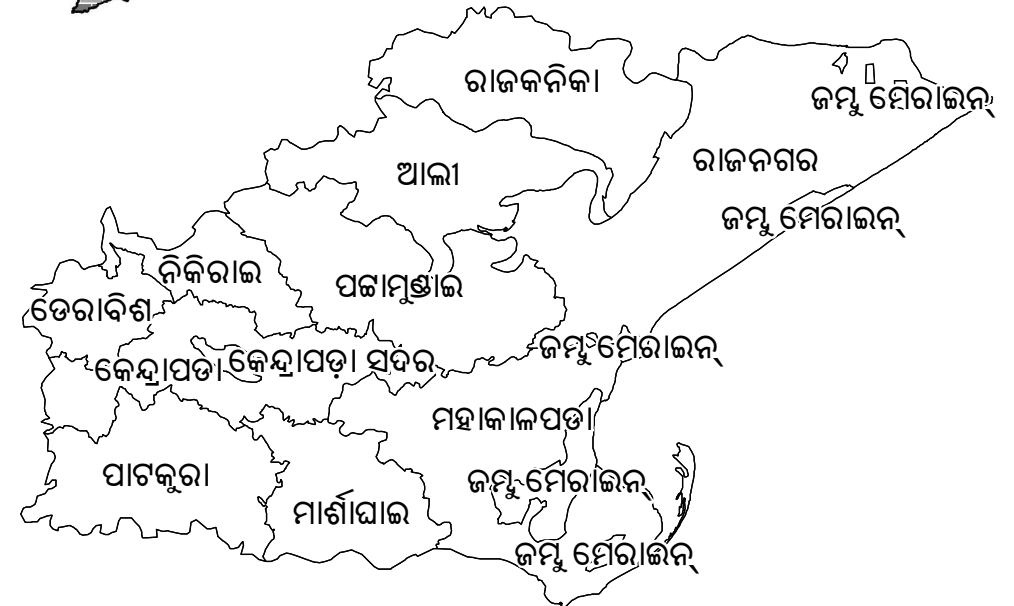 ରାଜକନିକା
ଜମ୍ବୁ ମେରାଇନ୍
ରାଜନଗର
ଆଲୀ
ଜମ୍ବୁ ମେରାଇନ୍
ନିକିରାଇ
ପଟ୍ଟାମୁଣ୍ଡାଇ
ଡେରାବିଶ
ଜମ୍ବୁ ମେରାଇନ୍
କେନ୍ଦ୍ରାପଡା
କେନ୍ଦ୍ରାପଡ଼ା ସଦର
ମହାକାଳପଡା
ପାଟକୁରା
ଜମ୍ବୁ ମେରାଇନ୍
ମାର୍ଶାଘାଇ
ଜମ୍ବୁ ମେରାଇନ୍